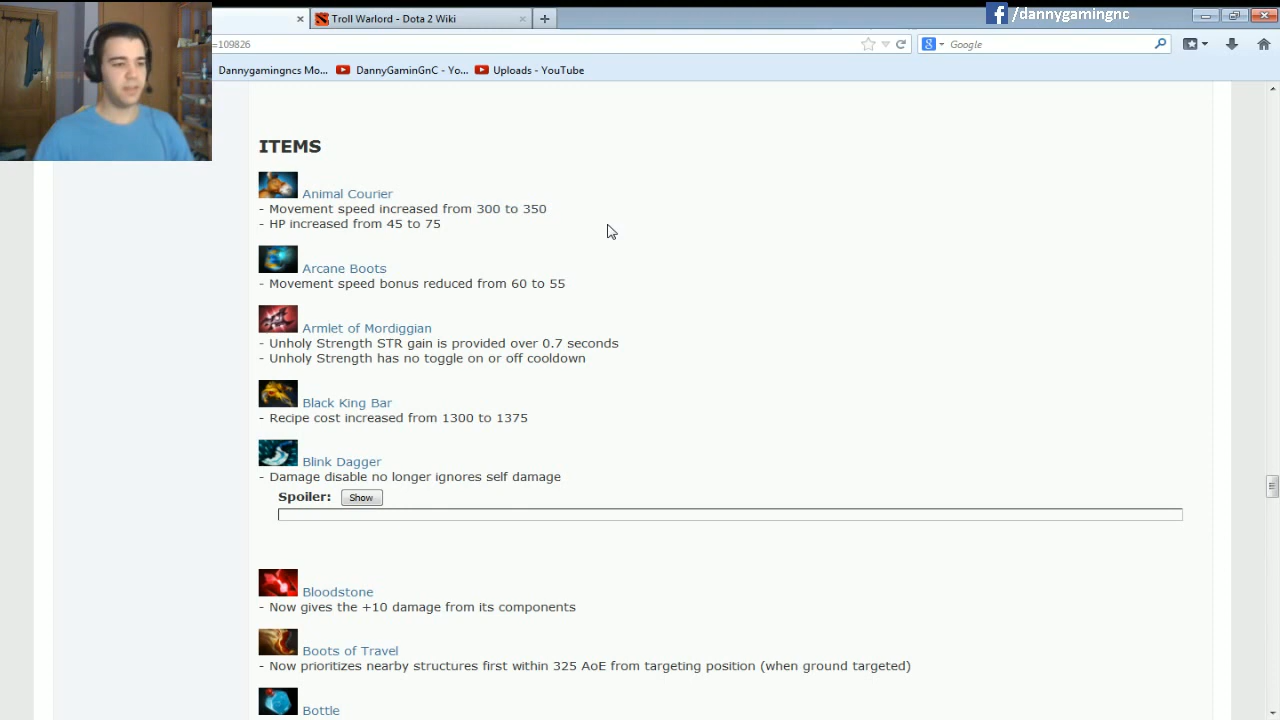 Troll Warlord - Dota 2 Wiki
/dannygamingnc
=109826
Google
Dannygamingncs Mo...
DannyGaminGnC - Yo...
Uploads - YouTube
ITEMS
Animal Courier
- Movement speed increased from 300 to 350
- HP increased from 45 to 75
Arcane Boots
- Movement speed bonus reduced from 60 to 55
Armlet of Mordiggian
- Unholy Strength STR gain is provided over 0.7 seconds
- Unholy Strength has no toggle on or off cooldown
Black King Bar
- Recipe cost increased from 1300 to 1375
Blink Dagger
- Damage disable no longer ignores self damage
Spoiler: Show
Bloodstone
- Now gives the +10 damage from its components
Boots of Travel
- Now prioritizes nearby structures first within 325 AoE from targeting position (when ground targeted)
Bottle